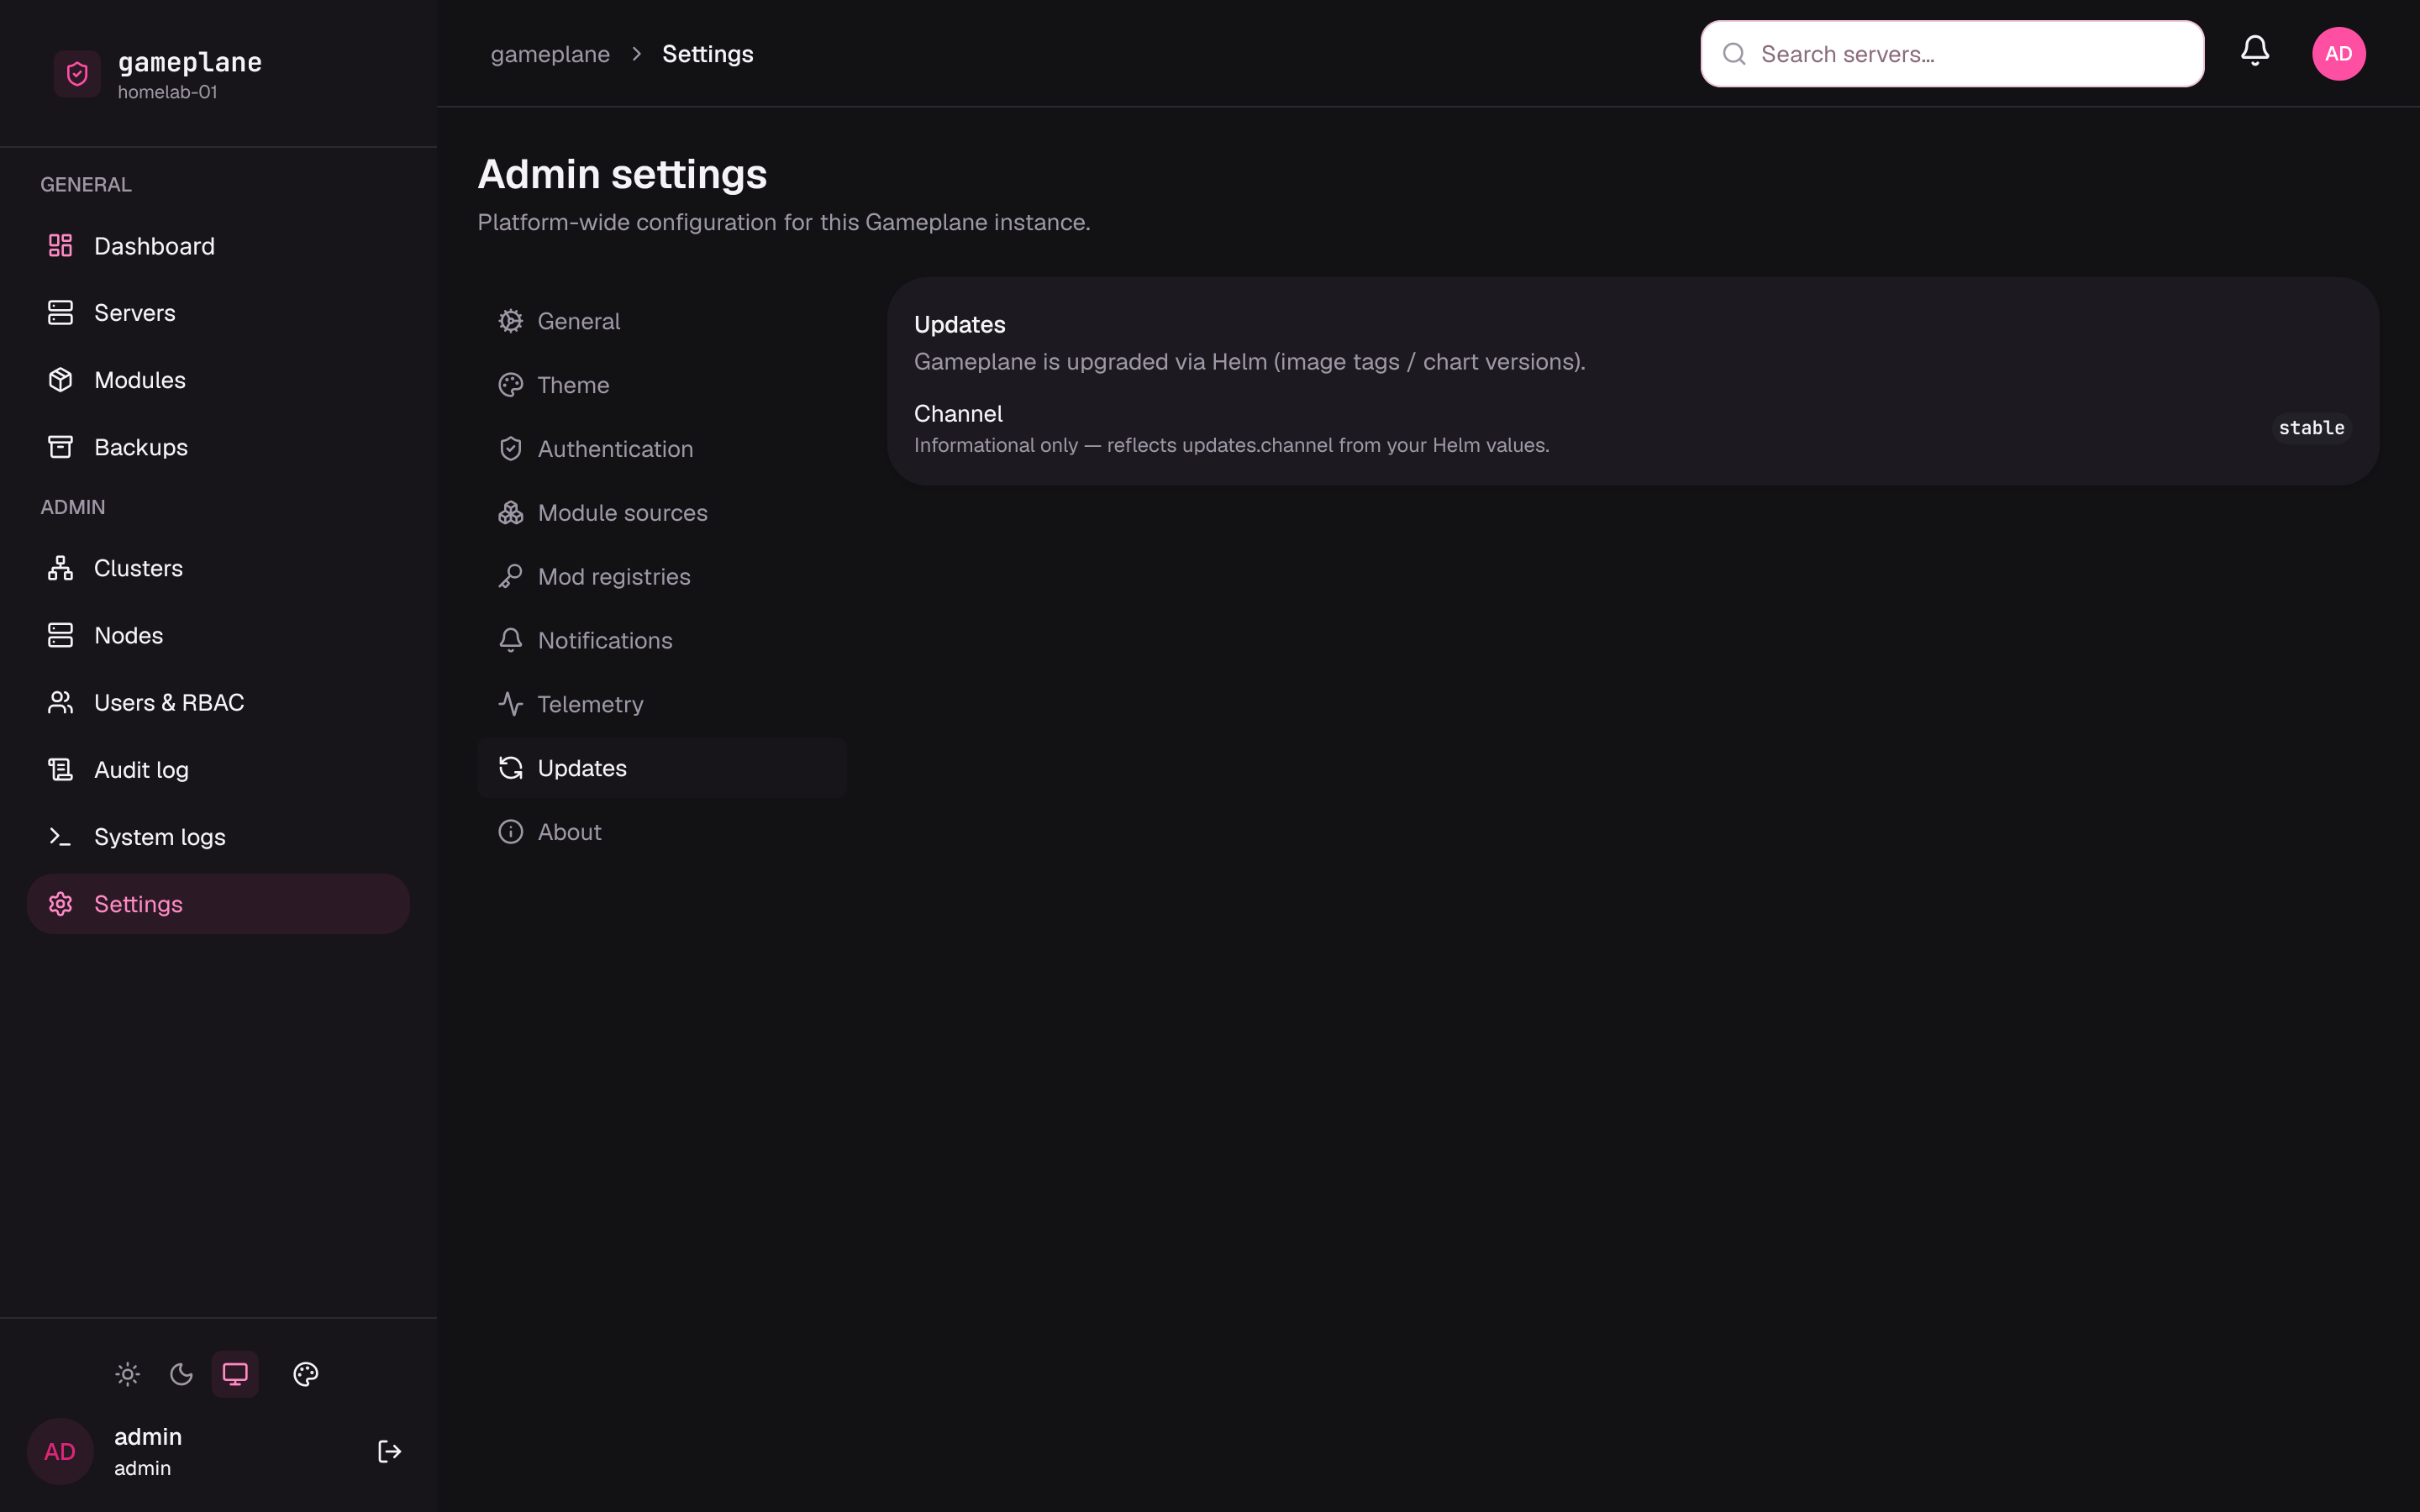 gameplane
homelab-01
GENERAL
Dashboard
Servers
Modules
Backups
ADMIN
Clusters
Nodes
Users & RBAC
Audit log
System logs
Settings
AD
admin
admin
gameplane
Settings
Search servers…
AD
Admin settings
Platform-wide configuration for this Gameplane instance.
General
Theme
Authentication
Module sources
Mod registries
Notifications
Telemetry
Updates
About
Updates
Gameplane is upgraded via Helm (image tags / chart versions).
Channel
Informational only — reflects updates.channel from your Helm values.
stable